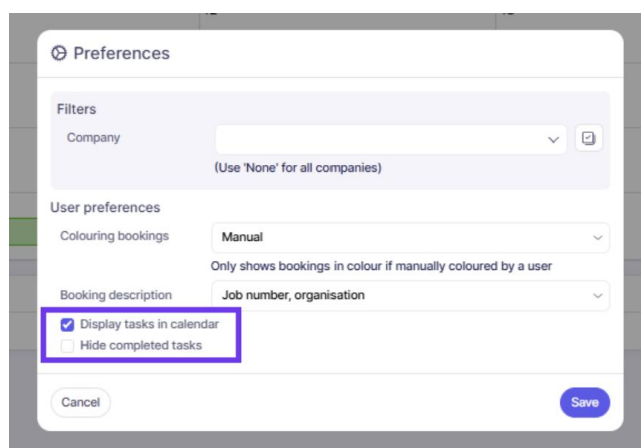 Preferences
Filters
Company
(Use 'None' for all companies)
User preferences
Colouring bookings
Manual
Only shows bookings in colour if manually coloured by a user
Booking description
Job number, organisation
Display tasks in calendar
Hide completed tasks
Cancel
Save